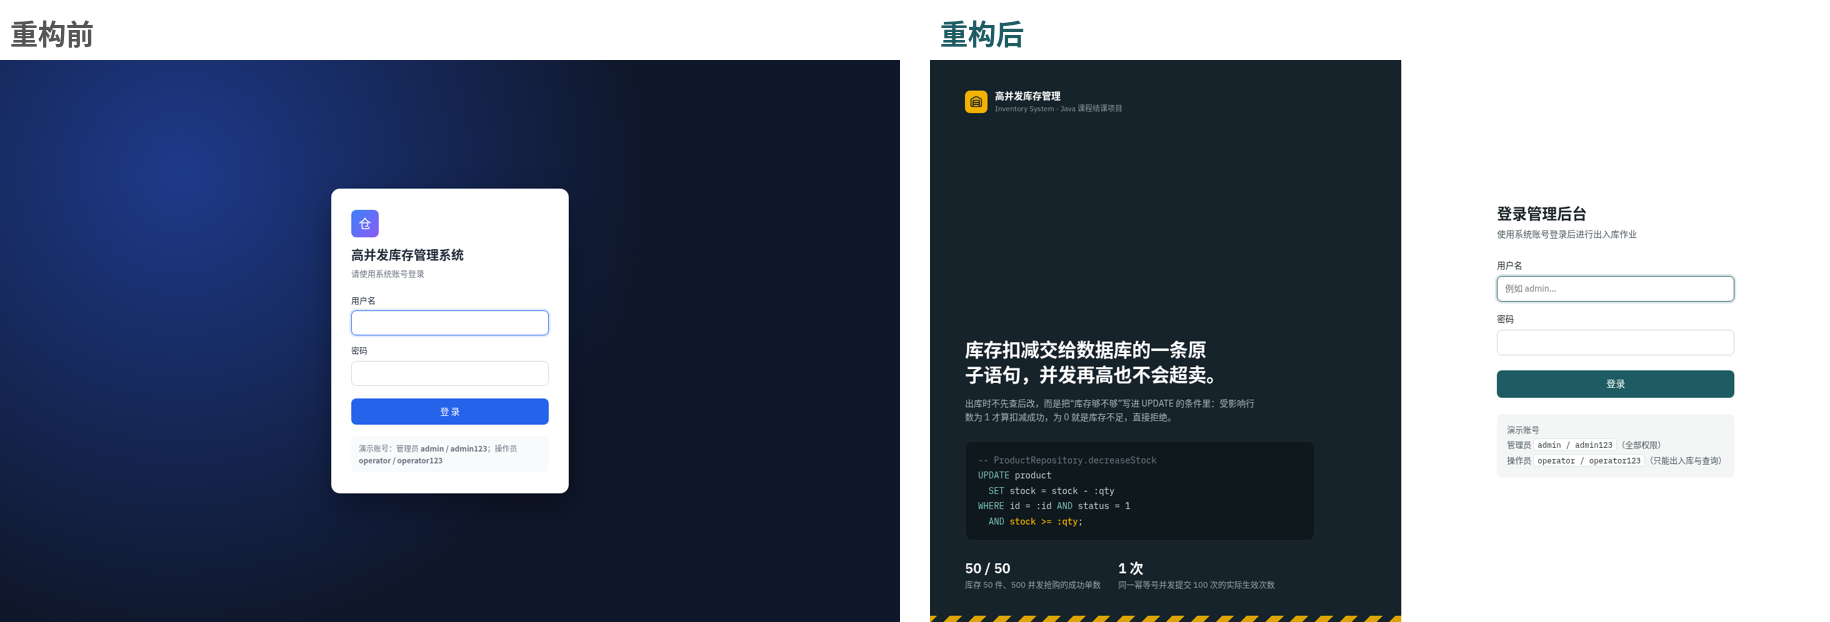 重构前
仓
高并发库存管理系统
请使用系统账号登录
用户名
密码
登 录
演示账号：管理员 admin / admin123；操作员
operator / operator123
重构后
高并发库存管理
Inventory System · Java 课程结课项目
库存扣减交给数据库的一条原
子语句，并发再高也不会超卖。
出库时不先查后改，而是把“库存够不够”写进 UPDATE 的条件里：受影响行
数为 1 才算扣减成功，为 0 就是库存不足，直接拒绝。
-- ProductRepository.decreaseStock
UPDATE product
SET stock = stock - :qty
WHERE id = :id AND status = 1
AND stock >= :qty;
50 / 50
库存 50 件、500 并发抢购的成功单数
1 次
同一幂等号并发提交 100 次的实际生效次数
登录管理后台
使用系统账号登录后进行出入库作业
用户名
例如 admin...
密码
登录
演示账号
管理员 admin / admin123（全部权限）
操作员 operator / operator123（只能出入库与查询）